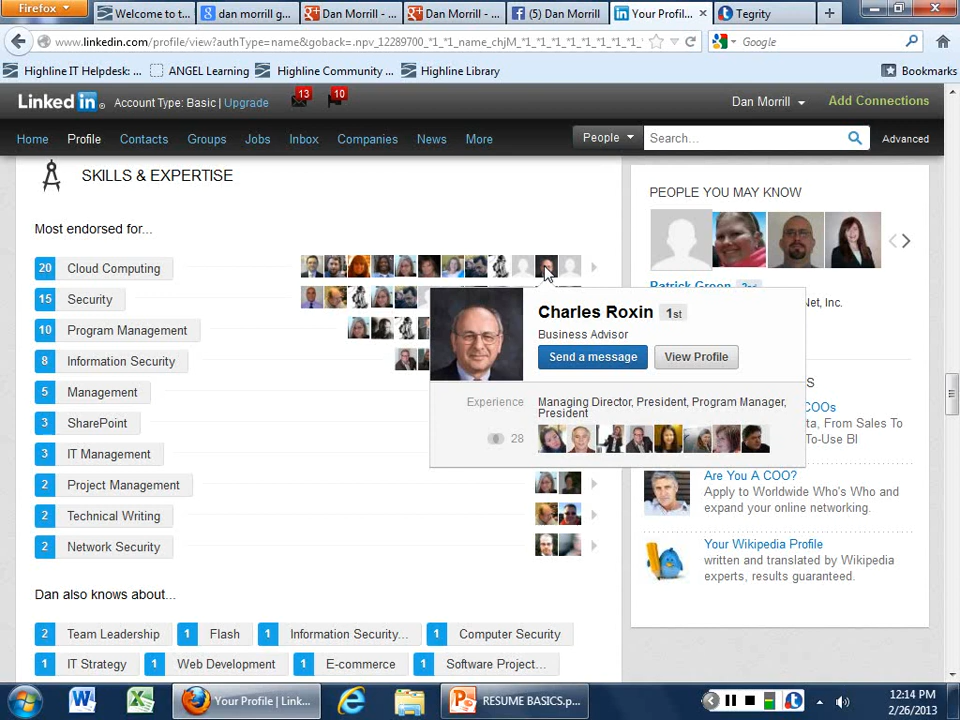 Firefox
Welcome to t...
dan morrill g...
Dan Morrill - ...
Dan Morrill - ...
(5) Dan Morrill
Your Profil...
Tegrity
www.linkedin.com/profile/view?authType=name&goback=.npv_12289700_*1_*1_name_chjM_*1_*1_*1_*1_*1_*1_
Google
Highline IT Helpdesk: ...
ANGEL Learning
Highline Community ...
Highline Library
Bookmarks
Linked in
Account Type: Basic | Upgrade
13
10
Dan Morrill
Add Connections
Home
Profile
Contacts
Groups
Jobs
Inbox
Companies
News
More
People
Search...
Advanced
SKILLS & EXPERTISE
Most endorsed for...
20 Cloud Computing
15 Security
10 Program Management
8 Information Security
5 Management
3 SharePoint
3 IT Management
2 Project Management
2 Technical Writing
2 Network Security
Charles Roxin 1st
Business Advisor
Send a message
View Profile
Experience
Managing Director, President, Program Manager,
President
28
Dan also knows about...
2 Team Leadership
1 Flash
1 Information Security...
1 Computer Security
1 IT Strategy
1 Web Development
1 E-commerce
1 Software Project...
PEOPLE YOU MAY KNOW
Patrick Green 2nd
Net, Inc.
S
COOs
ta, From Sales To
-To-Use BI
Are You A COO?
Apply to Worldwide Who's Who and
expand your online networking.
Your Wikipedia Profile
written and translated by Wikipedia
experts, results guaranteed.
Your Profile | Link...
RESUME BASICS.p...
12:14 PM
2/26/2013